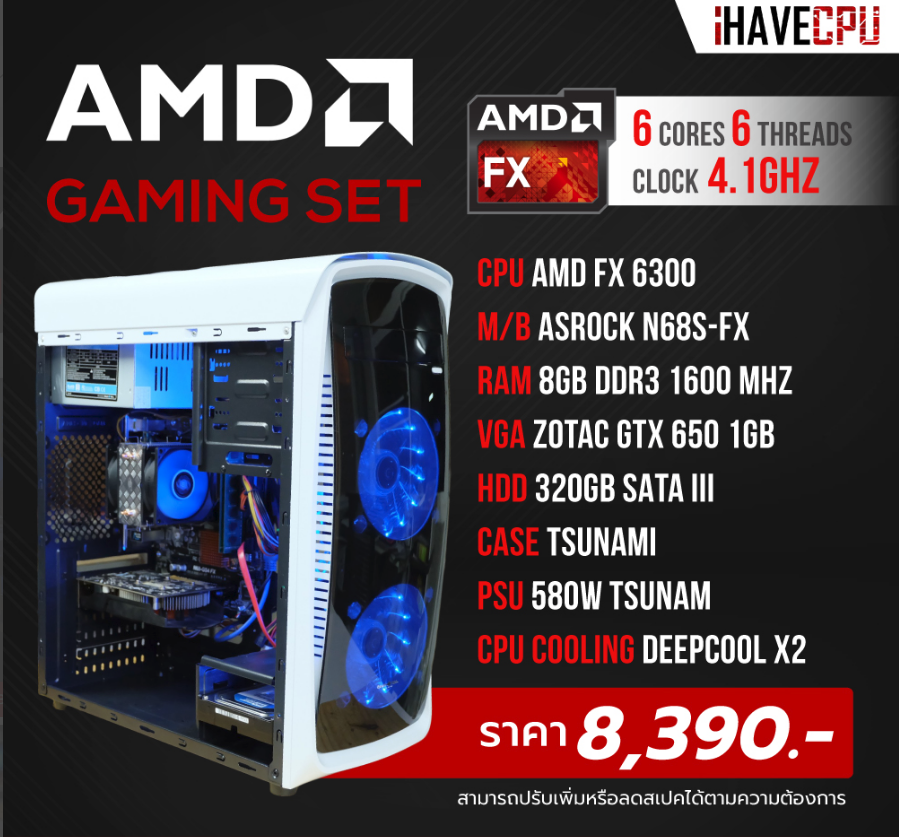 iHAVECPU
AMD
GAMING SET
AMD
FX
6 CORES 6 THREADS
CLOCK 4.1GHZ
CPU AMD FX 6300
M/B ASROCK N68S-FX
RAM 8GB DDR3 1600 MHZ
VGA ZOTAC GTX 650 1GB
HDD 320GB SATA III
CASE TSUNAMI
PSU 580W TSUNAM
CPU COOLING DEEPCOOL X2
ราคา 8,390.-
สามารถปรับเพิ่มหรือลดสเปคได้ตามความต้องการ